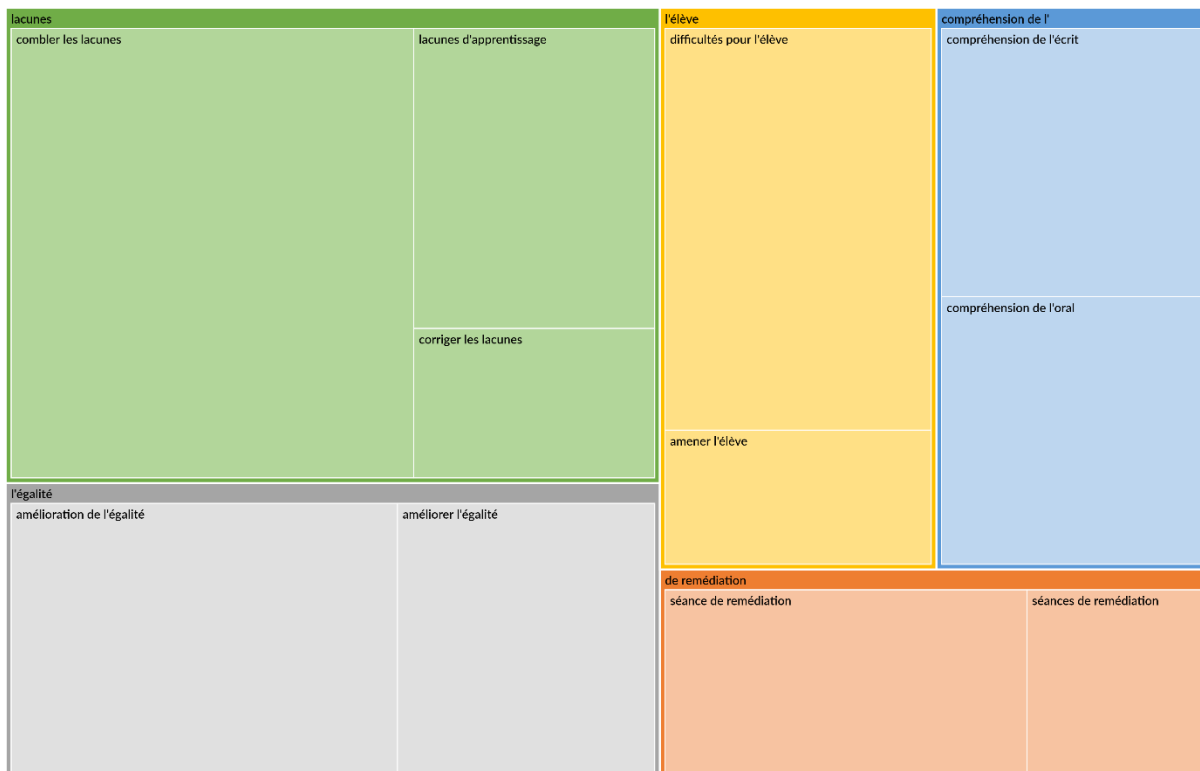 lacunes
combler les lacunes
lacunes d'apprentissage
corriger les lacunes
l'élève
difficultés pour l'élève
amener l'élève
compréhension de l'
compréhension de l'écrit
compréhension de l'oral
l'égalité
amélioration de l'égalité
améliorer l'égalité
de remédiation
séance de remédiation
séances de remédiation